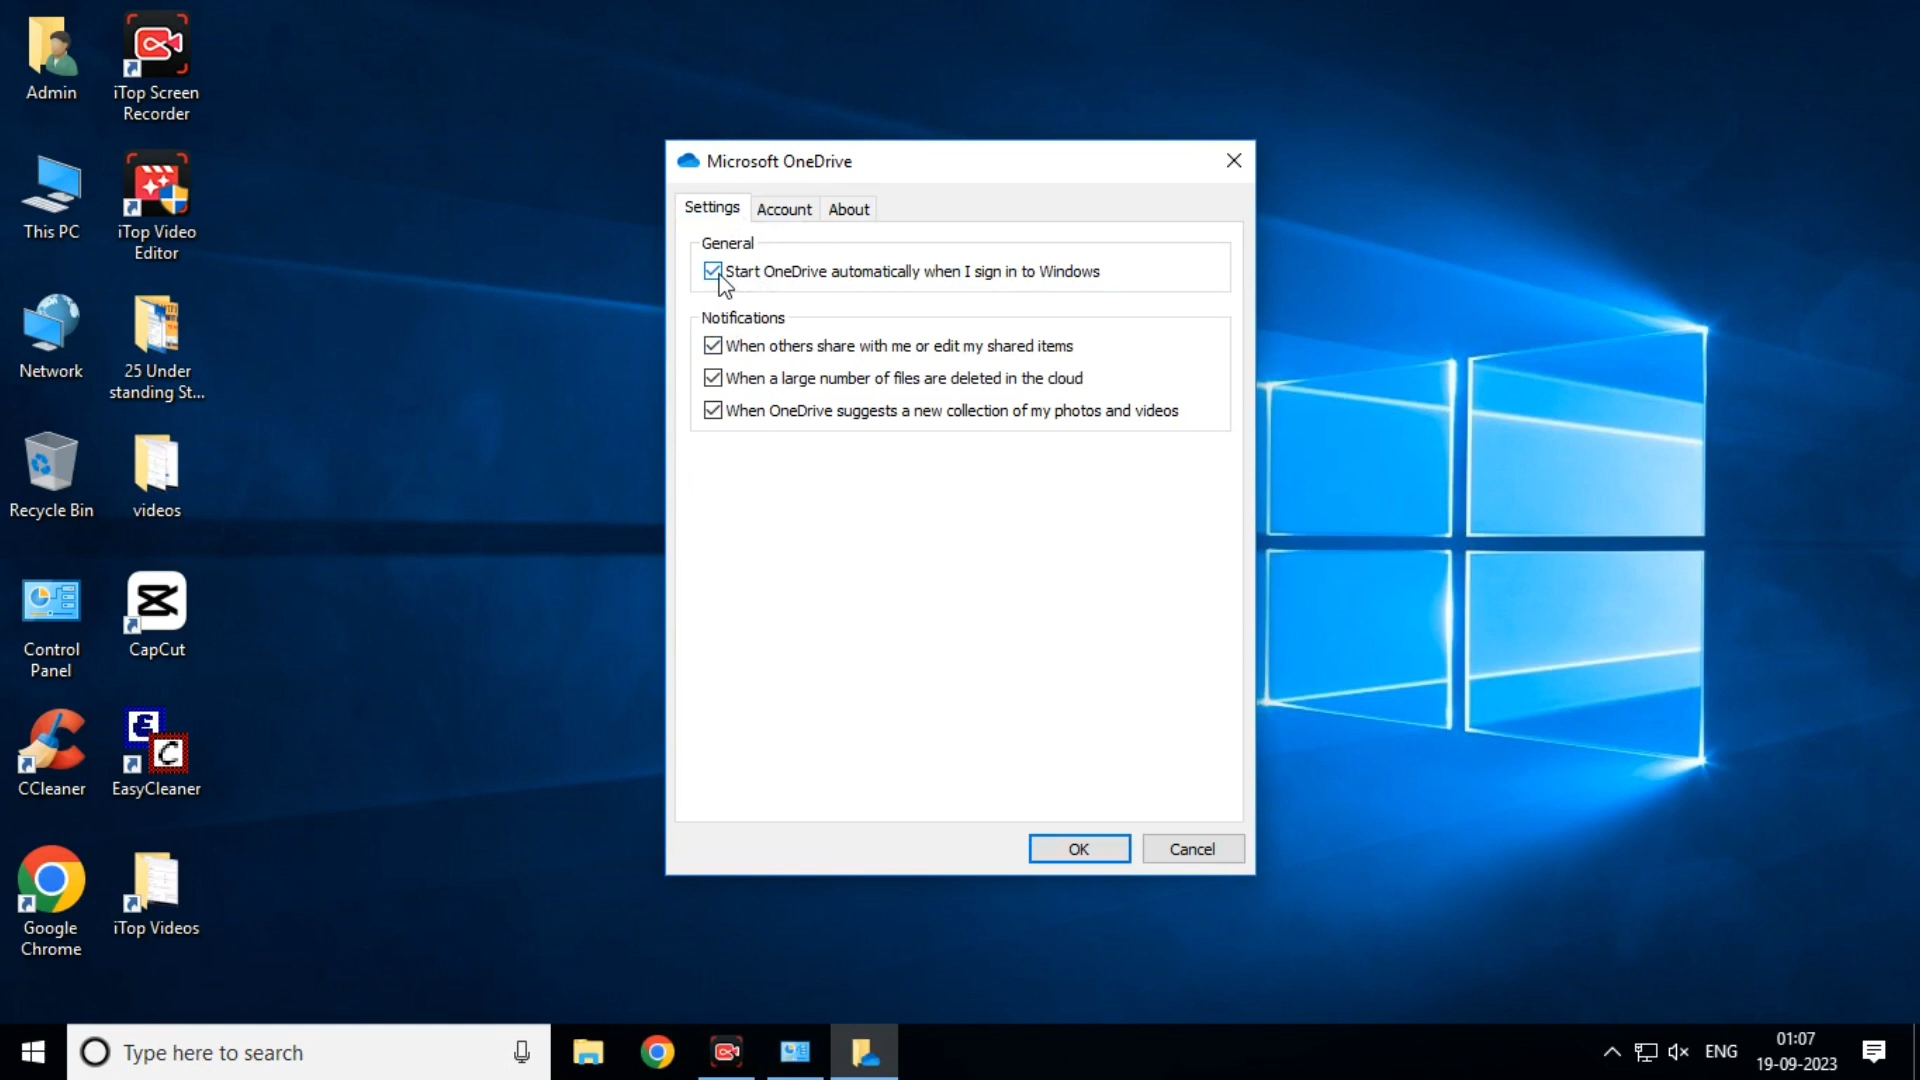 Admin
iTop Screen
Recorder
This PC
iTop Video
Editor
Network
25 Under
standing St...
Recycle Bin
videos
Control
Panel
CapCut
CCleaner
E
C
EasyCleaner
Google
Chrome
iTop Videos
Microsoft OneDrive
Settings
Account
About
General
Start OneDrive automatically when I sign in to Windows
Notifications
When others share with me or edit my shared items
When a large number of files are deleted in the cloud
When OneDrive suggests a new collection of my photos and videos
OK
Cancel
Type here to search
ENG
01:07
19-09-2023